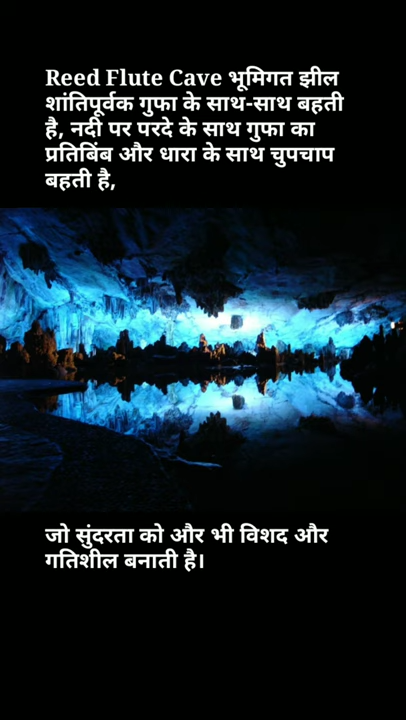 Reed Flute Cave भूमिगत झील
शांतिपूर्वक गुफा के साथ-साथ बहती
है, नदी पर परदे के साथ गुफा का
प्रतिबिंब और धारा के साथ चुपचाप
बहती है,
जो सुंदरता को और भी विशद और
गतिशील बनाती है।